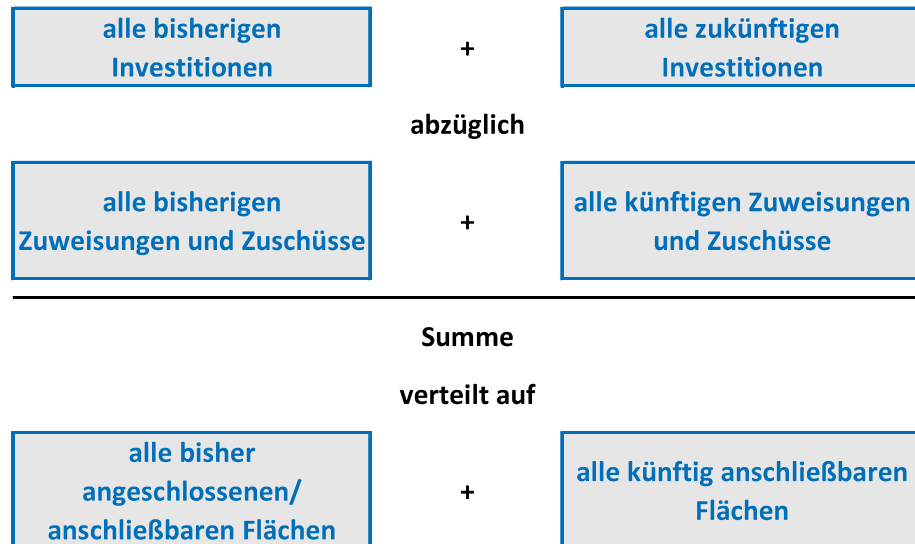 alle bisherigen
Investitionen
+
alle zukünftigen
Investitionen
abzüglich
alle bisherigen
Zuweisungen und Zuschüsse
+
alle künftigen Zuweisungen
und Zuschüsse
Summe
verteilt auf
alle bisher
angeschlossenen/
anschließbaren Flächen
+
alle künftig anschließbaren
Flächen